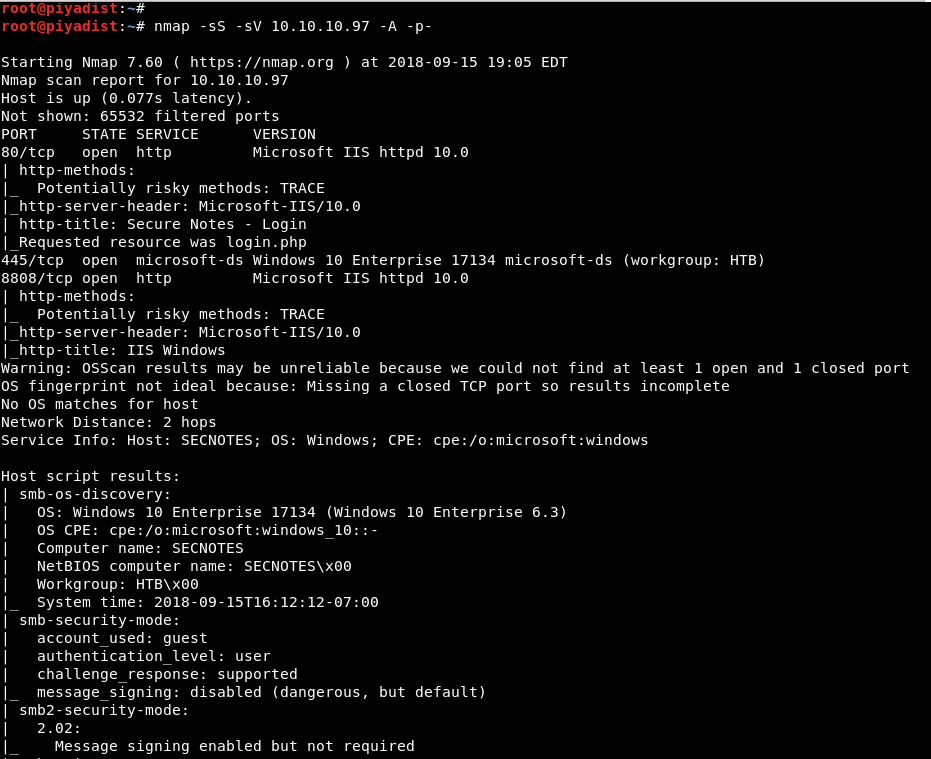 root@piyadist:~#
root@piyadist:~# nmap -sS -sV 10.10.10.97 -A -p-

Starting Nmap 7.60 ( https://nmap.org ) at 2018-09-15 19:05 EDT
Nmap scan report for 10.10.10.97
Host is up (0.077s latency).
Not shown: 65532 filtered ports
PORT     STATE SERVICE      VERSION
80/tcp   open  http         Microsoft IIS httpd 10.0
| http-methods:
|_  Potentially risky methods: TRACE
|_http-server-header: Microsoft-IIS/10.0
| http-title: Secure Notes - Login
|_Requested resource was login.php
445/tcp  open  microsoft-ds Windows 10 Enterprise 17134 microsoft-ds (workgroup: HTB)
8808/tcp open  http         Microsoft IIS httpd 10.0
| http-methods:
|_  Potentially risky methods: TRACE
|_http-server-header: Microsoft-IIS/10.0
|_http-title: IIS Windows
Warning: OSScan results may be unreliable because we could not find at least 1 open and 1 closed port
OS fingerprint not ideal because: Missing a closed TCP port so results incomplete
No OS matches for host
Network Distance: 2 hops
Service Info: Host: SECNOTES; OS: Windows; CPE: cpe:/o:microsoft:windows

Host script results:
| smb-os-discovery:
|   OS: Windows 10 Enterprise 17134 (Windows 10 Enterprise 6.3)
|   OS CPE: cpe:/o:microsoft:windows_10::-
|   Computer name: SECNOTES
|   NetBIOS computer name: SECNOTES\x00
|   Workgroup: HTB\x00
|_  System time: 2018-09-15T16:12:12-07:00
| smb-security-mode:
|   account_used: guest
|   authentication_level: user
|   challenge_response: supported
|_  message_signing: disabled (dangerous, but default)
| smb2-security-mode:
|   2.02:
|_    Message signing enabled but not required